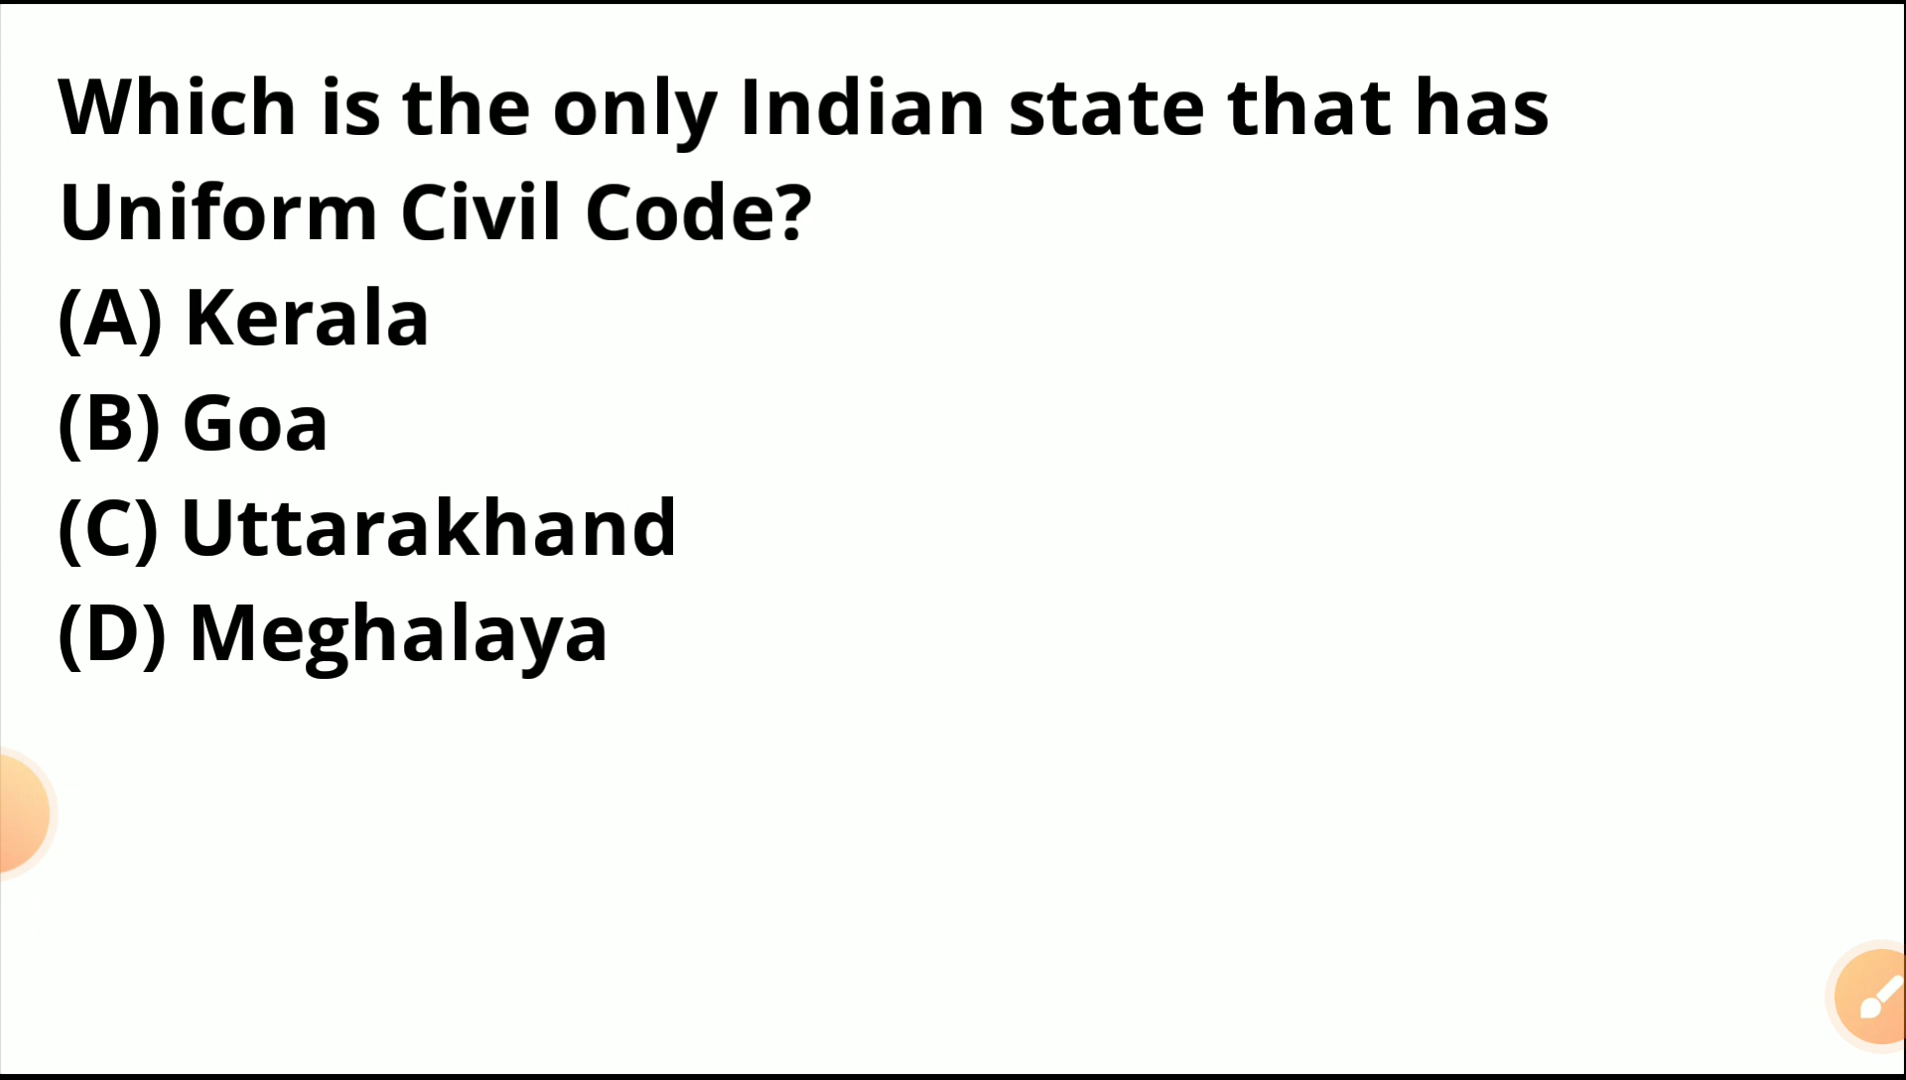 Which is the only Indian state that has
Uniform Civil Code?
(A) Kerala
(B) Goa
(C) Uttarakhand
(D) Meghalaya